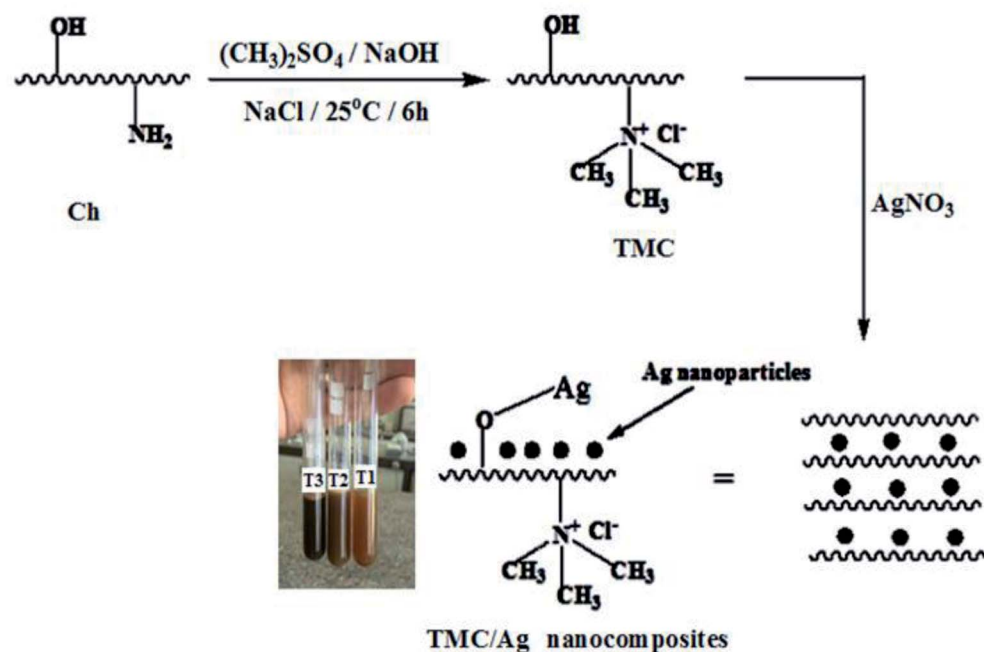 OH
(CH₃)₂SO₄ / NaOH
NaCl / 25⁰C / 6h
NH₂
Ch
OH
N⁺ Cl⁻
CH₃ CH₃
CH₃
TMC
AgNO₃
Ag nanoparticles
Ag
O
T3 T2 T1
=
N⁺ Cl⁻
CH₃ CH₃
CH₃
TMC/Ag nanocomposites